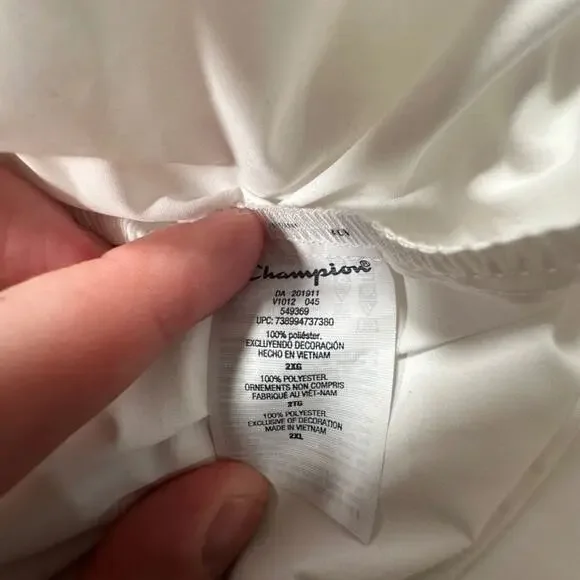 Champion®
DA 201911
V1012 045
549369
UPC: 738994737380
100% poliéster.
EXCLUYENDO DECORACIÓN
HECHO EN VIETNAM
2XG
100% POLYESTER.
ORNEMENTS NON COMPRIS
FABRIQUÉ AU VIÊT-NAM
2TG
100% POLYESTER.
EXCLUSIVE OF DECORATION
MADE IN VIETNAM
2XL